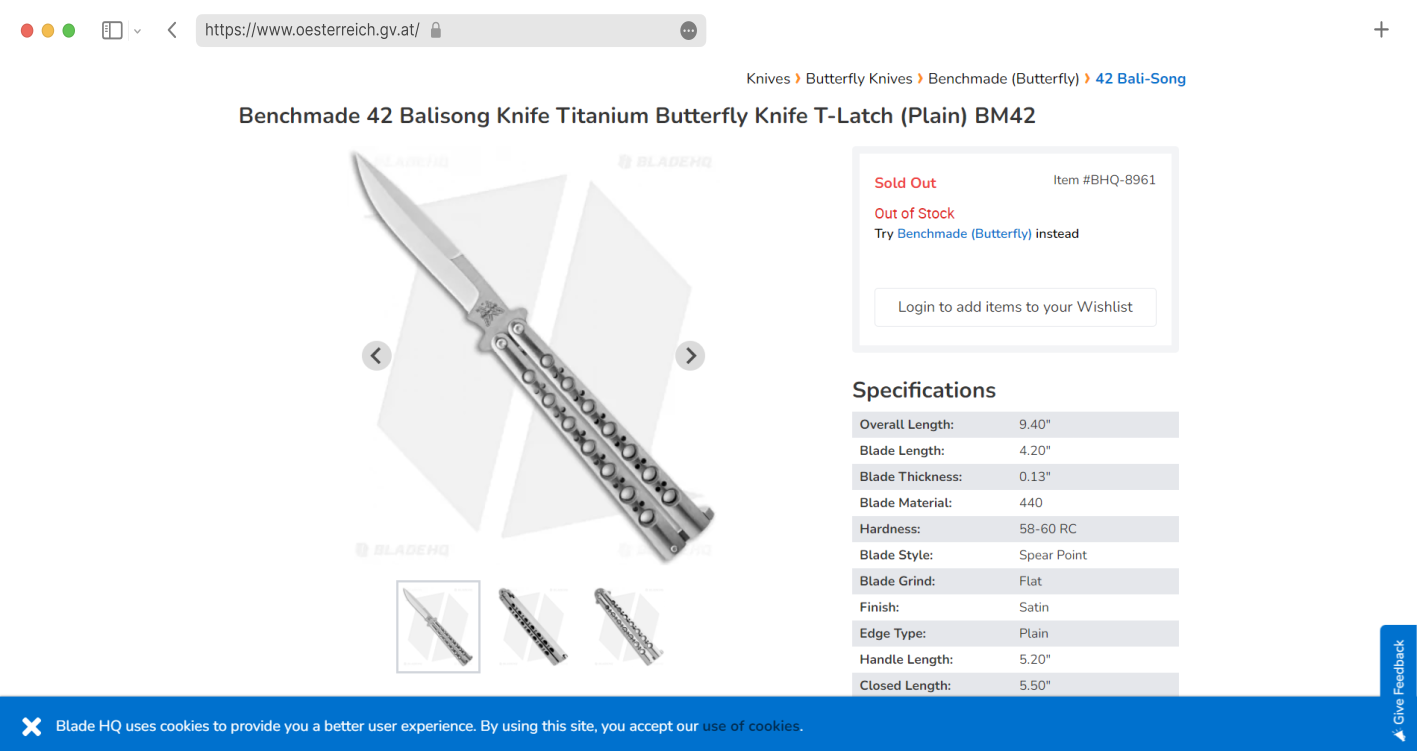 https://www.oesterreich.gv.at/
Knives › Butterfly Knives › Benchmade (Butterfly) › 42 Bali-Song
Benchmade 42 Balisong Knife Titanium Butterfly Knife T-Latch (Plain) BM42
BLADEHQ
BLADEHQ
Sold Out
Item #BHQ-8961
Out of Stock
Try Benchmade (Butterfly) instead
Login to add items to your Wishlist
BLADEHQ
Specifications
Overall Length: 9.40"
Blade Length: 4.20"
Blade Thickness: 0.13"
Blade Material: 440
Hardness: 58-60 RC
Blade Style: Spear Point
Blade Grind: Flat
Finish: Satin
Edge Type: Plain
Handle Length: 5.20"
Closed Length: 5.50"
Give Feedback
Blade HQ uses cookies to provide you a better user experience. By using this site, you accept our use of cookies.